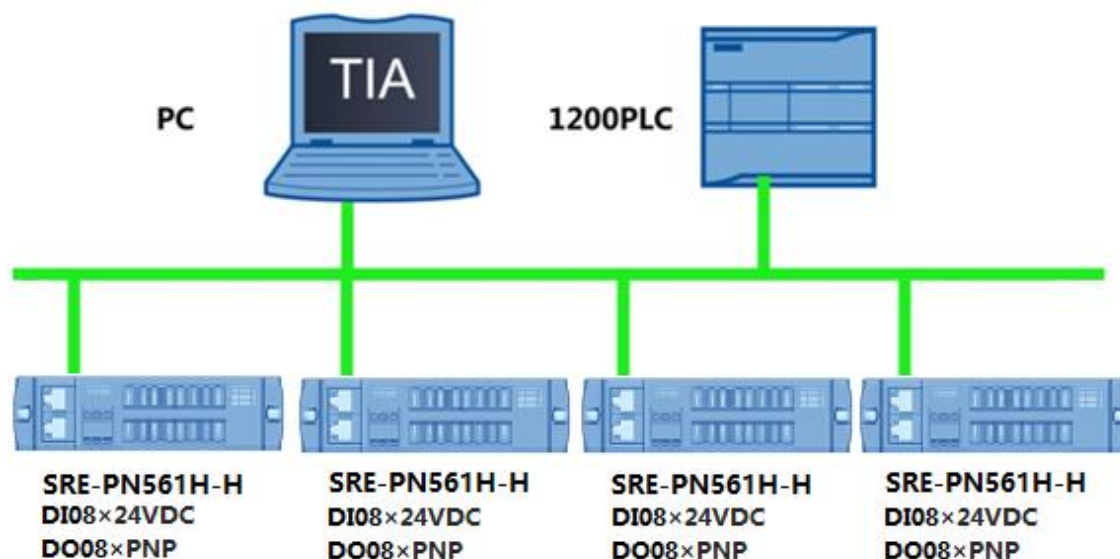 TIA
PC
1200PLC
SRE-PN561H-H
DI08×24VDC
DO08×PNP
SRE-PN561H-H
DI08×24VDC
DO08×PNP
SRE-PN561H-H
DI08×24VDC
DO08×PNP
SRE-PN561H-H
DI08×24VDC
DO08×PNP